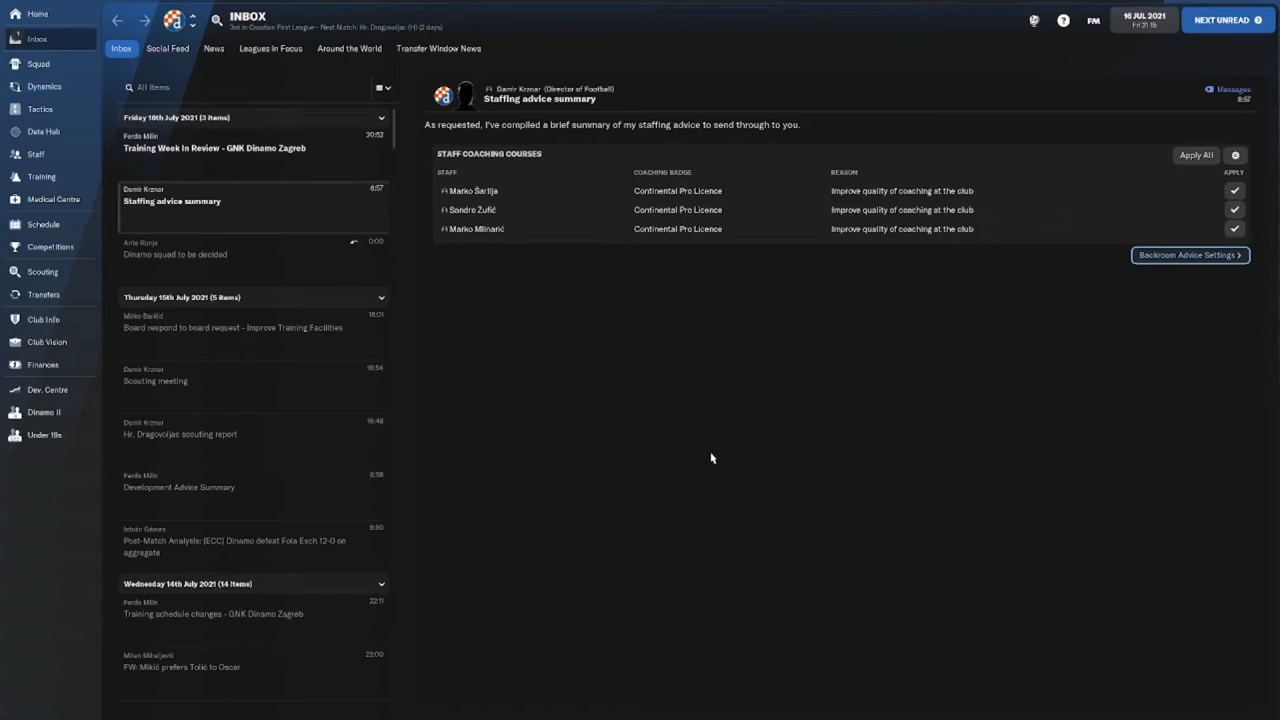 Home
Inbox
Squad
Dynamics
Tactics
Data Hub
Staff
Training
Medical Centre
Schedule
Competitions
Scouting
Transfers
Club Info
Club Vision
Finances
Dev. Centre
Dinamo II
Under 19s
INBOX
3rd in Croatian First League - Next Match: Hr. Dragovoljac (H) (2 days)
FM
16 JUL 2021
Fri 21:15
NEXT UNREAD
Inbox
Social Feed
News
Leagues In Focus
Around the World
Transfer Window News
All Items
Friday 16th July 2021 (3 items)
Ferdo Milin 20:52
Training Week In Review - GNK Dinamo Zagreb
Damir Krznar 8:57
Staffing advice summary
Ante Runje 0:00
Dinamo squad to be decided
Thursday 15th July 2021 (5 items)
Mirko Barišić 18:01
Board respond to board request - Improve Training Facilities
Damir Krznar 16:54
Scouting meeting
Damir Krznar 16:48
Hr. Dragovoljac scouting report
Ferdo Milin 8:58
Development Advice Summary
István Gémes 8:50
Post-Match Analysis: (ECC) Dinamo defeat Fola Esch 12-0 on
aggregate
Wednesday 14th July 2021 (14 items)
Ferdo Milin 22:11
Training schedule changes - GNK Dinamo Zagreb
Milan Mihaljević 22:00
FW: Mikić prefers Tolić to Oscar
Damir Krznar (Director of Football)
Staffing advice summary
Messages
8:57
As requested, I've compiled a brief summary of my staffing advice to send through to you.
STAFF COACHING COURSES
Apply All
STAFF COACHING BADGE REASON APPLY
Marko Šarlija Continental Pro Licence Improve quality of coaching at the club
Sandro Zufić Continental Pro Licence Improve quality of coaching at the club
Marko Mlinarić Continental Pro Licence Improve quality of coaching at the club
Backroom Advice Settings >